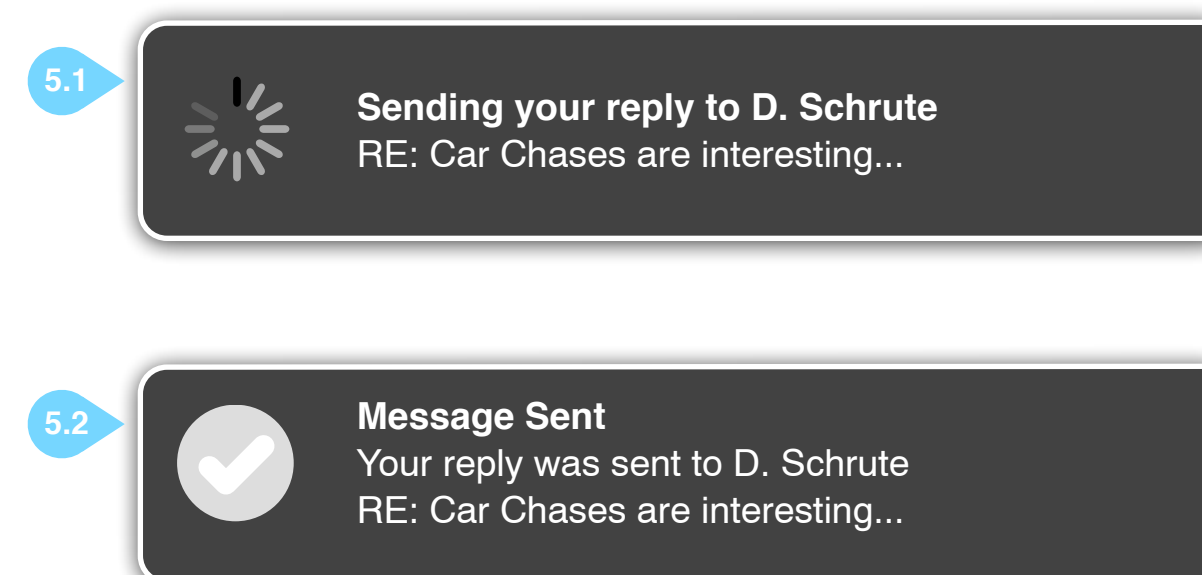 5.1
Sending your reply to D. Schrute
RE: Car Chases are interesting...
5.2
Message Sent
Your reply was sent to D. Schrute
RE: Car Chases are interesting...